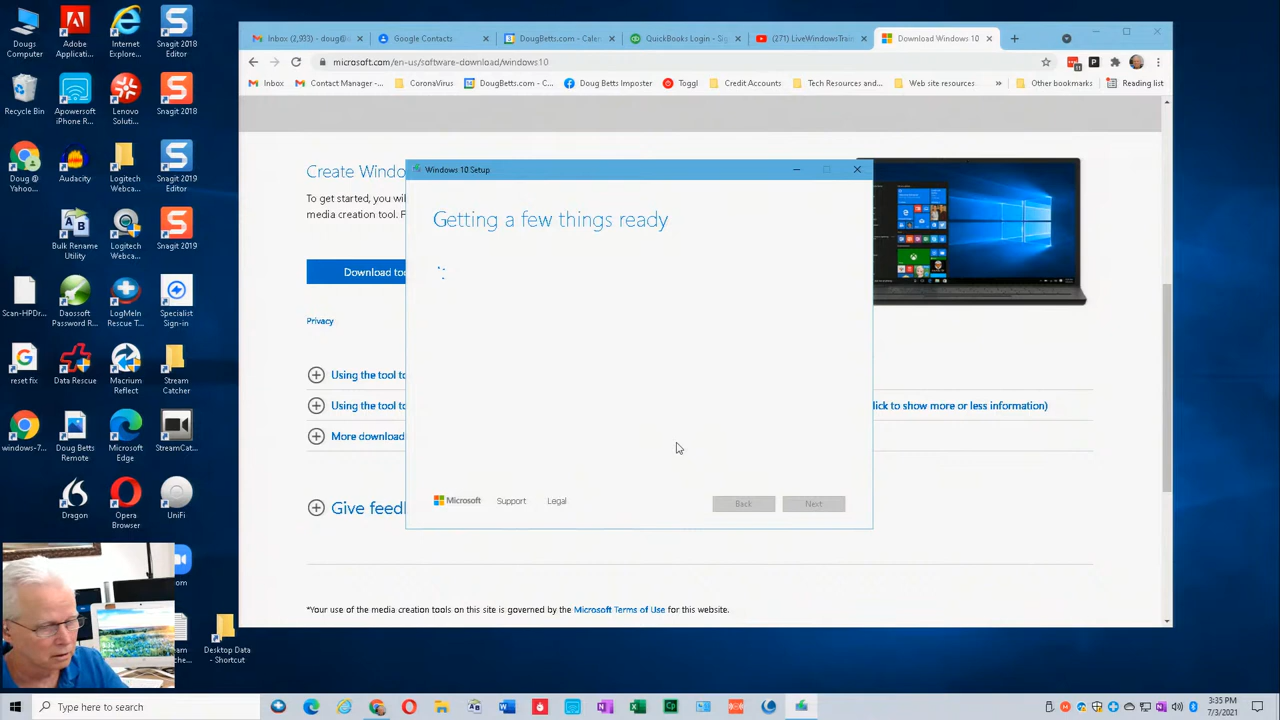 Inbox (2,933) - doug@
Google Contacts
DougBetts.com - Caler
QuickBooks Login - Sig
(271) LiveWindowsTrain
Download Windows 10
microsoft.com/en-us/software-download/windows10
Inbox
Contact Manager -...
CoronaVirus
DougBetts.com - C...
Doug Betts Imposter
Toggl
Credit Accounts
Tech Resources and...
Web site resources
»
Other bookmarks
Reading list
Dougs
Computer
Adobe
Applicati...
Internet
Explore...
Snagit 2018
Editor
Recycle Bin
Apowersoft
iPhone R...
Lenovo
Soluti...
Snagit 2018
Doug @
Yahoo...
Audacity
Logitech
Webca...
Snagit 2019
Editor
Bulk Rename
Utility
Logitech
Webca...
Snagit 2019
Scan-HPDr...
Daossoft
Password R...
LogMeIn
Rescue T...
Specialist
Sign-in
reset fix
Data Rescue
Macrium
Reflect
Stream
Catcher
windows-7...
Doug Betts
Remote
Microsoft
Edge
StreamCat...
Dragon
Opera
Browser
UniFi
om
Desktop Data
- Shortcut
Create Windo
To get started, you wil
media creation tool. F
Download too
Privacy
Using the tool to
Using the tool to
lick to show more or less information)
More download
Give feed
*Your use of the media creation tools on this site is governed by the Microsoft Terms of Use for this website.
Windows 10 Setup
Getting a few things ready
Microsoft
Support
Legal
Back
Next
Type here to search
3:35 PM
7/3/2021